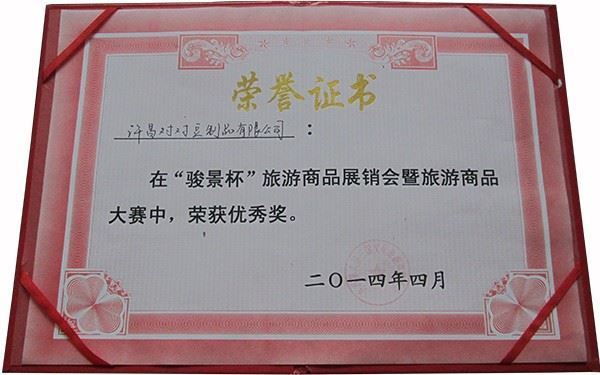 荣誉证书
许昌对对豆制品有限公司：
在“骏景杯”旅游商品展销会暨旅游商品
大赛中，荣获优秀奖。
二〇一四年四月